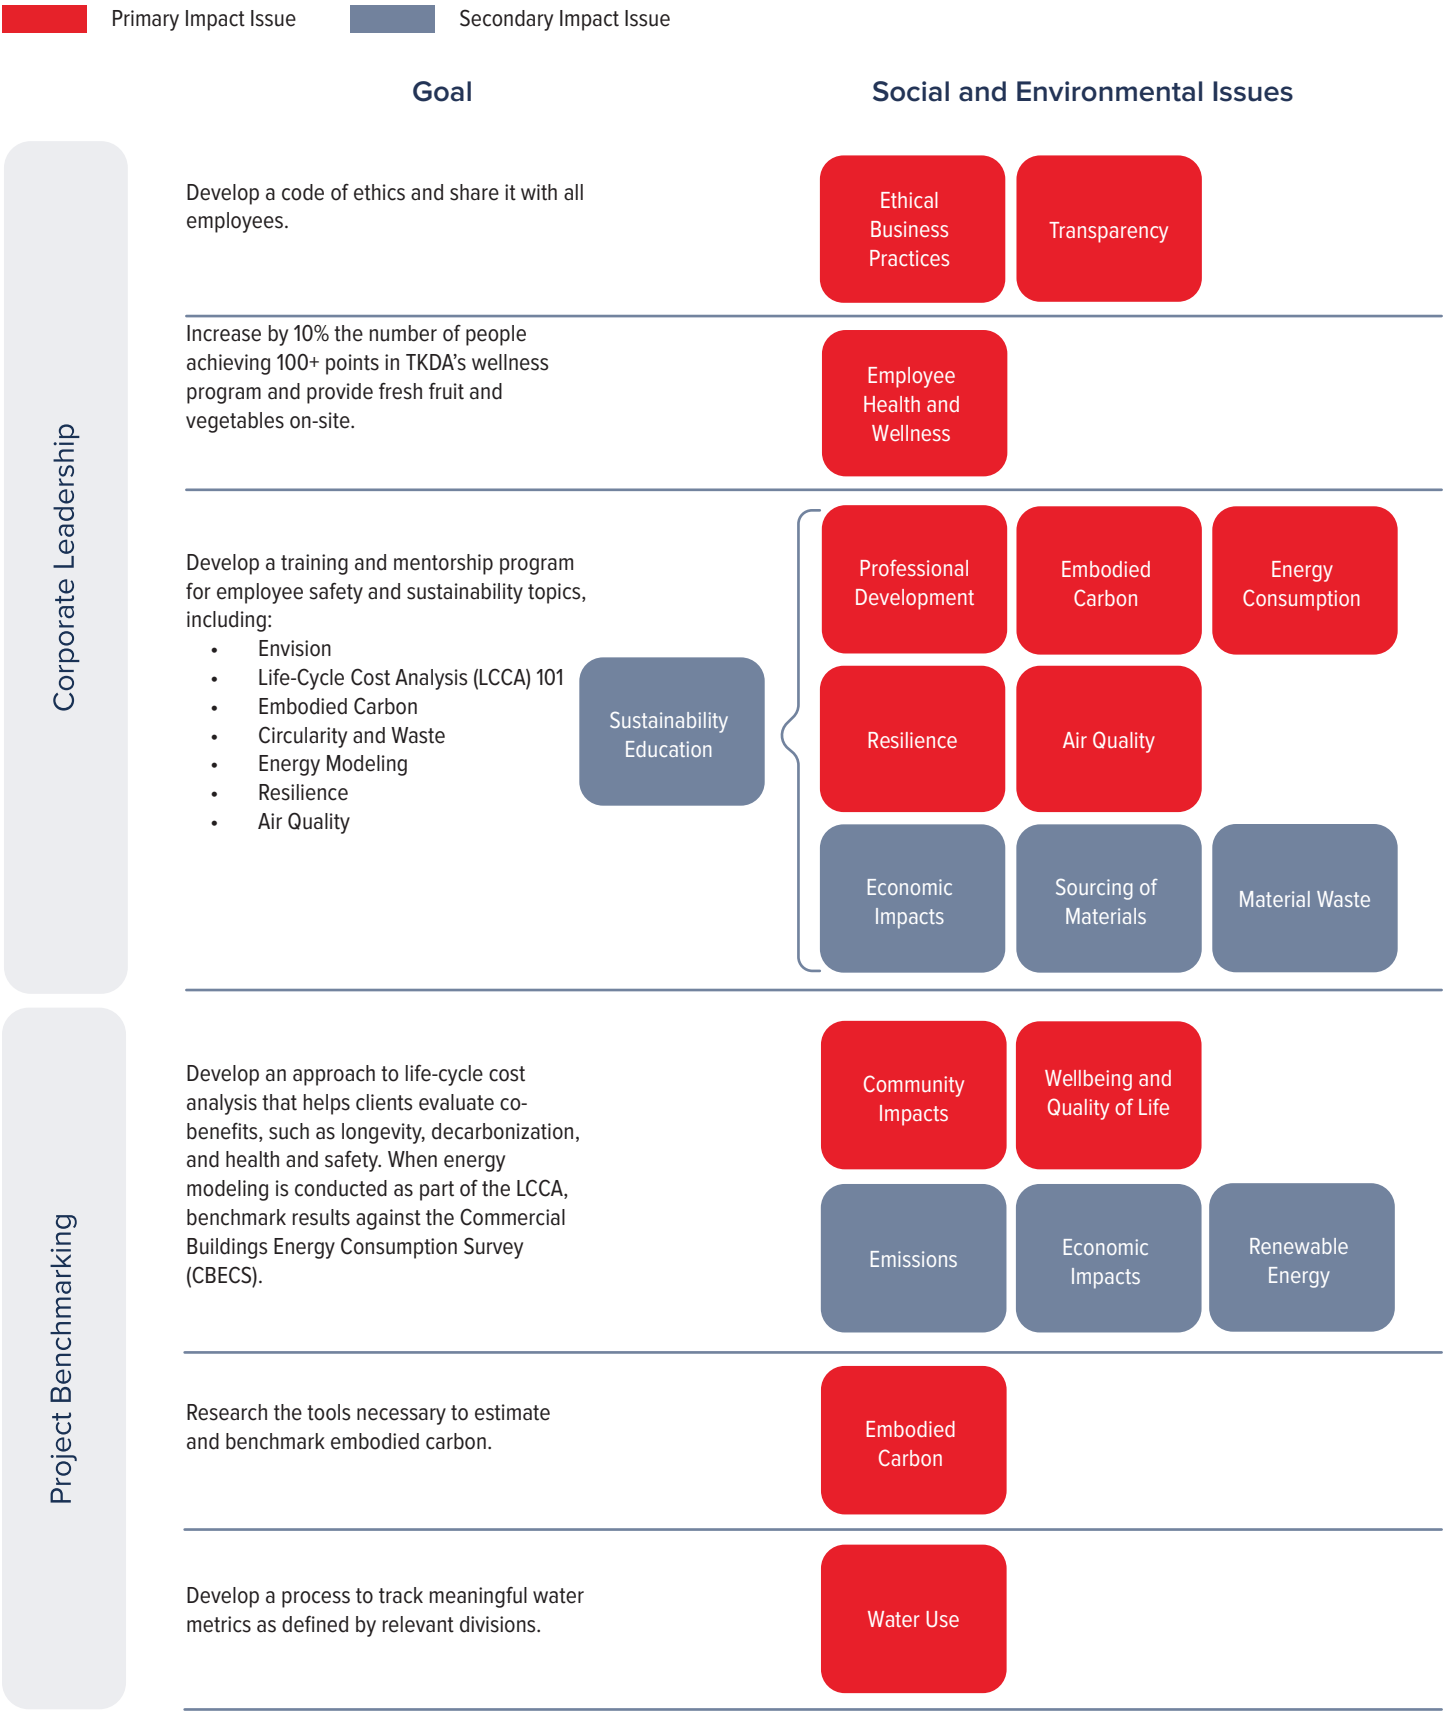 Primary Impact Issue
Secondary Impact Issue
Goal
Social and Environmental Issues
Corporate Leadership
Develop a code of ethics and share it with all
employees.
Ethical
Business
Practices
Transparency
Increase by 10% the number of people
achieving 100+ points in TKDA’s wellness
program and provide fresh fruit and
vegetables on-site.
Employee
Health and
Wellness
Develop a training and mentorship program
for employee safety and sustainability topics,
including:
• Envision
• Life-Cycle Cost Analysis (LCCA) 101
• Embodied Carbon
• Circularity and Waste
• Energy Modeling
• Resilience
• Air Quality
Sustainability
Education
Professional
Development
Embodied
Carbon
Energy
Consumption
Resilience
Air Quality
Economic
Impacts
Sourcing of
Materials
Material Waste
Project Benchmarking
Develop an approach to life-cycle cost
analysis that helps clients evaluate co-
benefits, such as longevity, decarbonization,
and health and safety. When energy
modeling is conducted as part of the LCCA,
benchmark results against the Commercial
Buildings Energy Consumption Survey
(CBECS).
Community
Impacts
Wellbeing and
Quality of Life
Emissions
Economic
Impacts
Renewable
Energy
Research the tools necessary to estimate
and benchmark embodied carbon.
Embodied
Carbon
Develop a process to track meaningful water
metrics as defined by relevant divisions.
Water Use